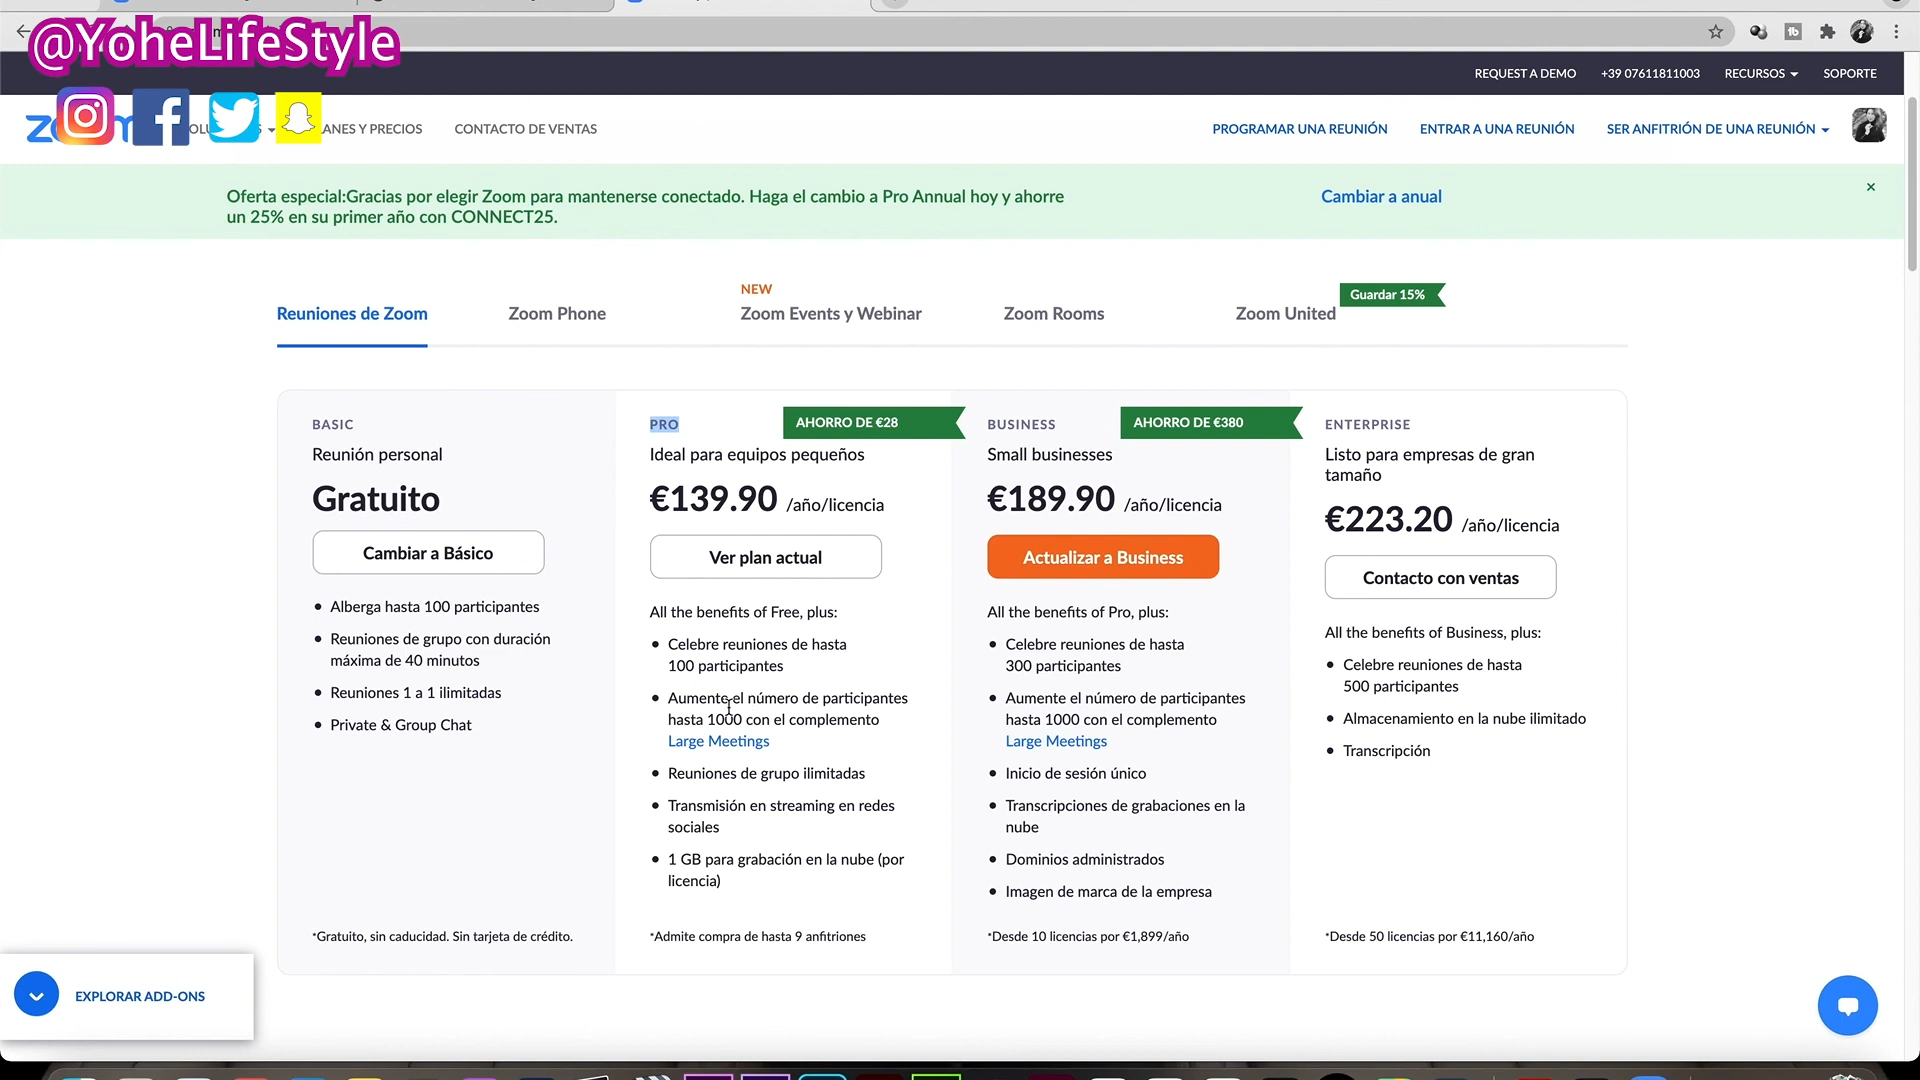 @YoheLifeStyle
REQUEST A DEMO
+39 07611811003
RECURSOS
SOPORTE
ANES Y PRECIOS
CONTACTO DE VENTAS
PROGRAMAR UNA REUNIÓN
ENTRAR A UNA REUNIÓN
SER ANFITRIÓN DE UNA REUNIÓN
Oferta especial:Gracias por elegir Zoom para mantenerse conectado. Haga el cambio a Pro Annual hoy y ahorre
un 25% en su primer año con CONNECT25.
Cambiar a anual
×
NEW
Guardar 15%
Reuniones de Zoom
Zoom Phone
Zoom Events y Webinar
Zoom Rooms
Zoom United
BASIC
Reunión personal
Gratuito
Cambiar a Básico
• Alberga hasta 100 participantes
• Reuniones de grupo con duración
máxima de 40 minutos
• Reuniones 1 a 1 ilimitadas
• Private & Group Chat
*Gratuito, sin caducidad. Sin tarjeta de crédito.
PRO
AHORRO DE €28
Ideal para equipos pequeños
€139.90 /año/licencia
Ver plan actual
All the benefits of Free, plus:
• Celebre reuniones de hasta
100 participantes
• Aumente el número de participantes
hasta 1000 con el complemento
Large Meetings
• Reuniones de grupo ilimitadas
• Transmisión en streaming en redes
sociales
• 1 GB para grabación en la nube (por
licencia)
*Admite compra de hasta 9 anfitriones
BUSINESS
AHORRO DE €380
Small businesses
€189.90 /año/licencia
Actualizar a Business
All the benefits of Pro, plus:
• Celebre reuniones de hasta
300 participantes
• Aumente el número de participantes
hasta 1000 con el complemento
Large Meetings
• Inicio de sesión único
• Transcripciones de grabaciones en la
nube
• Dominios administrados
• Imagen de marca de la empresa
*Desde 10 licencias por €1,899/año
ENTERPRISE
Listo para empresas de gran
tamaño
€223.20 /año/licencia
Contacto con ventas
All the benefits of Business, plus:
• Celebre reuniones de hasta
500 participantes
• Almacenamiento en la nube ilimitado
• Transcripción
*Desde 50 licencias por €11,160/año
EXPLORAR ADD-ONS